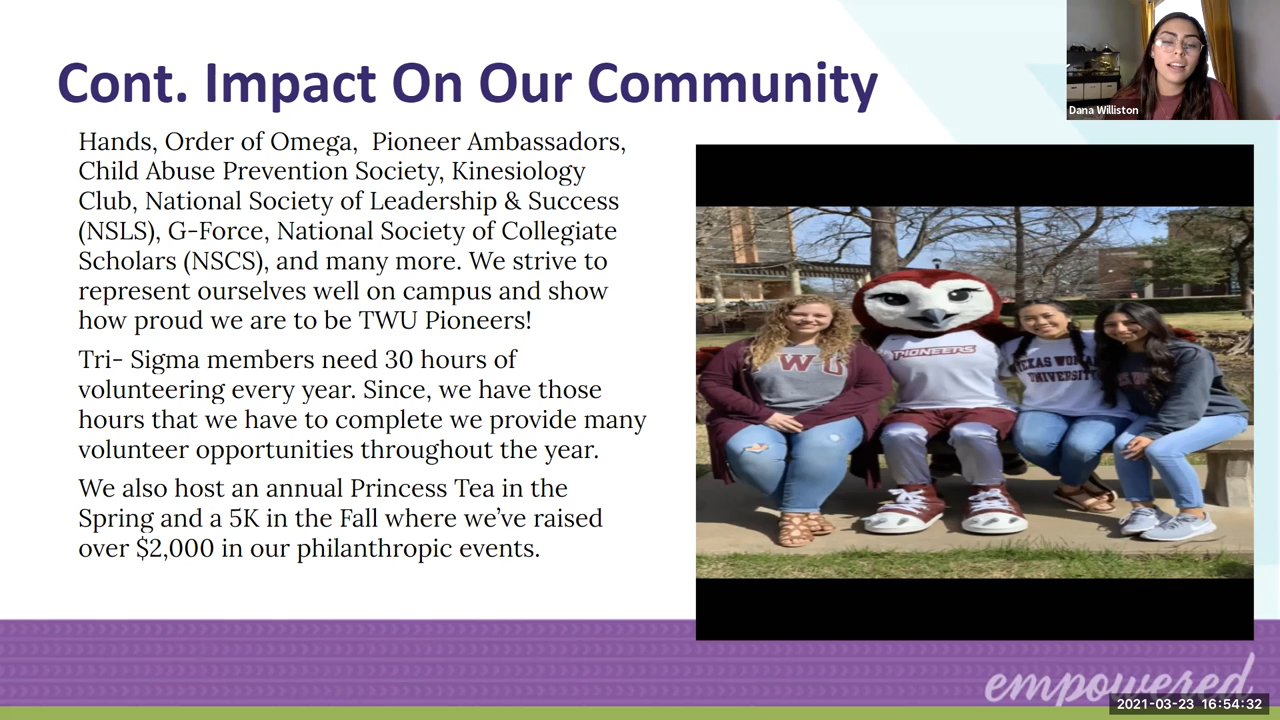 Cont. Impact On Our Community
Dana Williston
Hands, Order of Omega,  Pioneer Ambassadors,
Child Abuse Prevention Society, Kinesiology
Club, National Society of Leadership & Success
(NSLS), G-Force, National Society of Collegiate
Scholars (NSCS), and many more. We strive to
represent ourselves well on campus and show
how proud we are to be TWU Pioneers!
Tri- Sigma members need 30 hours of
volunteering every year. Since, we have those
hours that we have to complete we provide many
volunteer opportunities throughout the year.
We also host an annual Princess Tea in the
Spring and a 5K in the Fall where we’ve raised
over $2,000 in our philanthropic events.
PIONEERS
TEXAS WOMAN'S
UNIVERSITY
empowered
2021-03-23 16:54:32